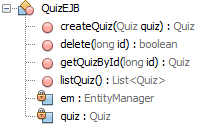 QuizEJB
createQuiz(Quiz quiz) : Quiz
delete(long id) : boolean
getQuizById(long id) : Quiz
listQuiz() : List<Quiz>
em : EntityManager
quiz : Quiz